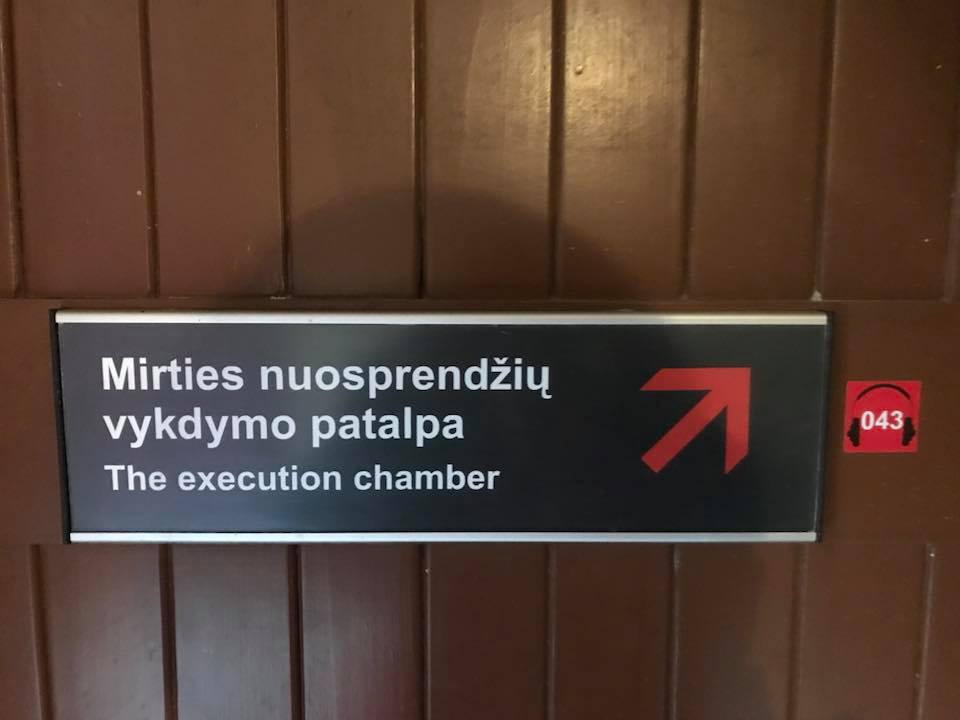 Mirties nuosprendžių
vykdymo patalpa
The execution chamber
043